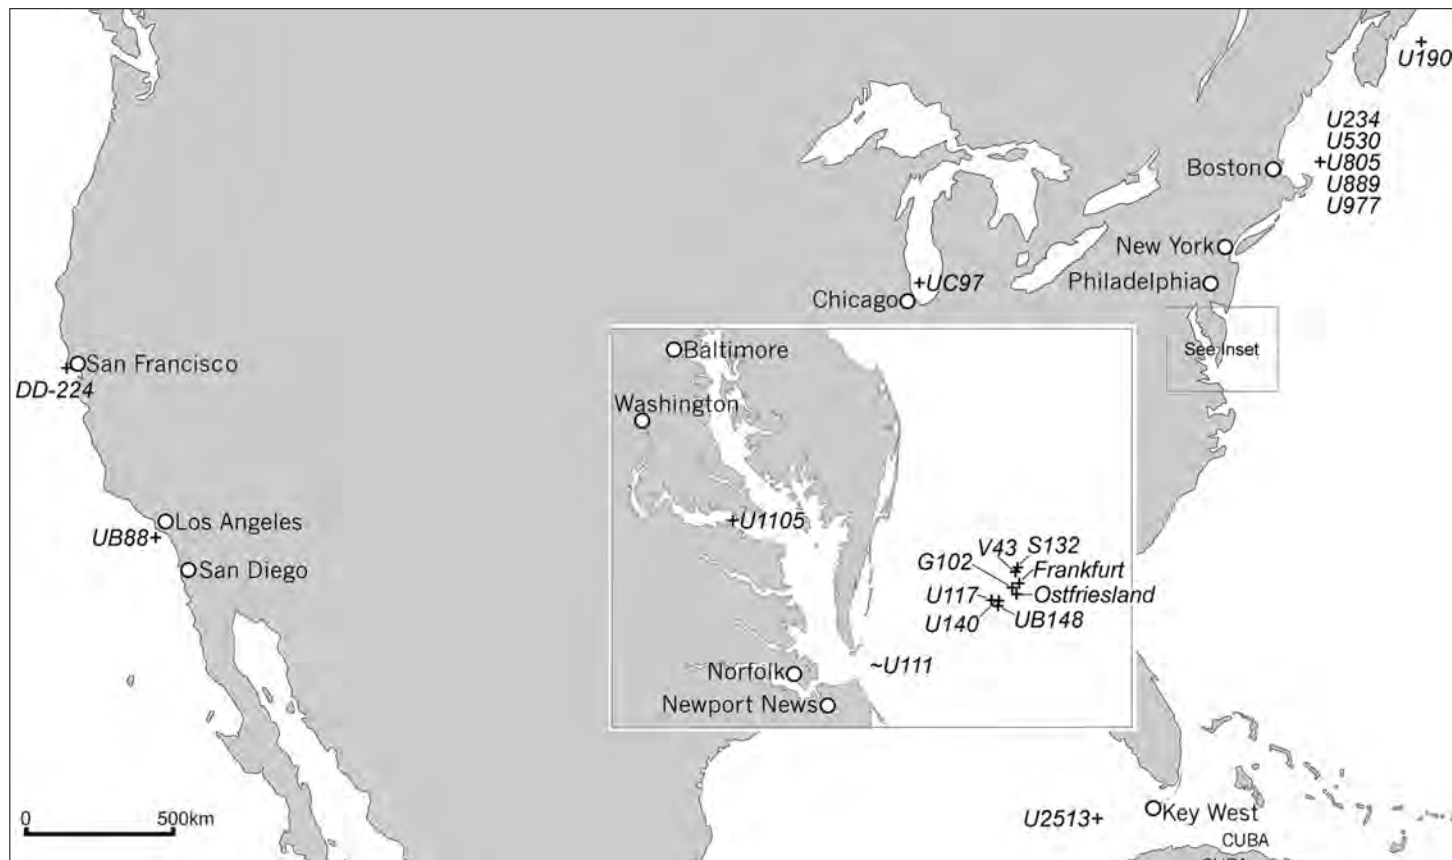 U190
U234
U530
Boston
+U805
U889
U977
New York
+UC97
Philadelphia
Chicago
See Inset
Baltimore
San Francisco
DD-224
Washington
Los Angeles
+U1105
UB88+
V43
S132
G102
Frankfurt
San Diego
U117
Ostfriesland
U140
UB148
~U111
Norfolk
Newport News
0
500km
U2513+
Key West
CUBA